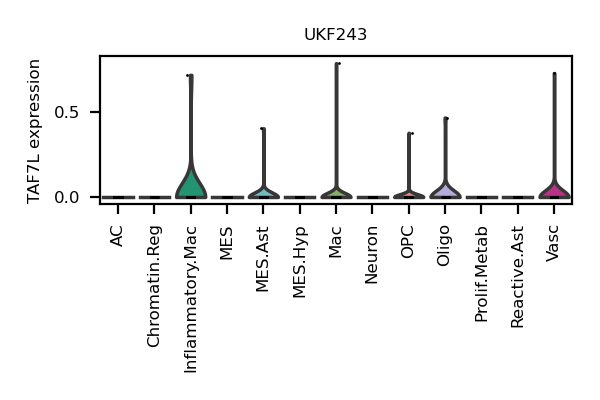 UKF243
TAF7L expression
0.5
0.0
AC
Chromatin.Reg
Inflammatory.Mac
MES
MES.Ast
MES.Hyp
Mac
Neuron
OPC
Oligo
Prolif.Metab
Reactive.Ast
Vasc